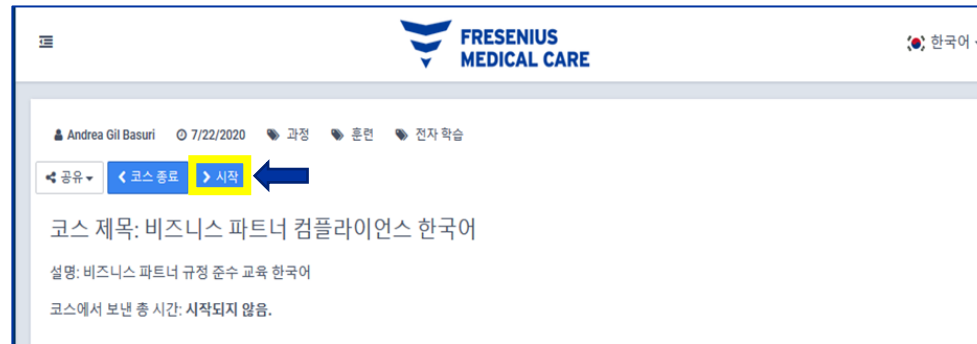 FRESENIUS
MEDICAL CARE
한국어
Andrea Gil Basuri 7/22/2020 과정 훈련 전자 학습
공유 코스 종료 시작
코스 제목: 비즈니스 파트너 컴플라이언스 한국어
설명: 비즈니스 파트너 규정 준수 교육 한국어
코스에서 보낸 총 시간: 시작되지 않음.